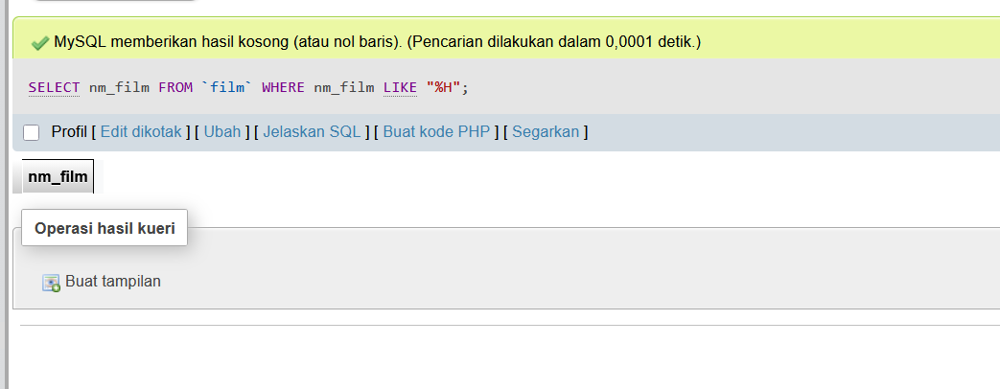 MySQL memberikan hasil kosong (atau nol baris). (Pencarian dilakukan dalam 0,0001 detik.)
SELECT nm_film FROM `film` WHERE nm_film LIKE "%H";
Profil [ Edit dikotak ] [ Ubah ] [ Jelaskan SQL ] [ Buat kode PHP ] [ Segarkan ]
nm_film
Operasi hasil kueri
Buat tampilan